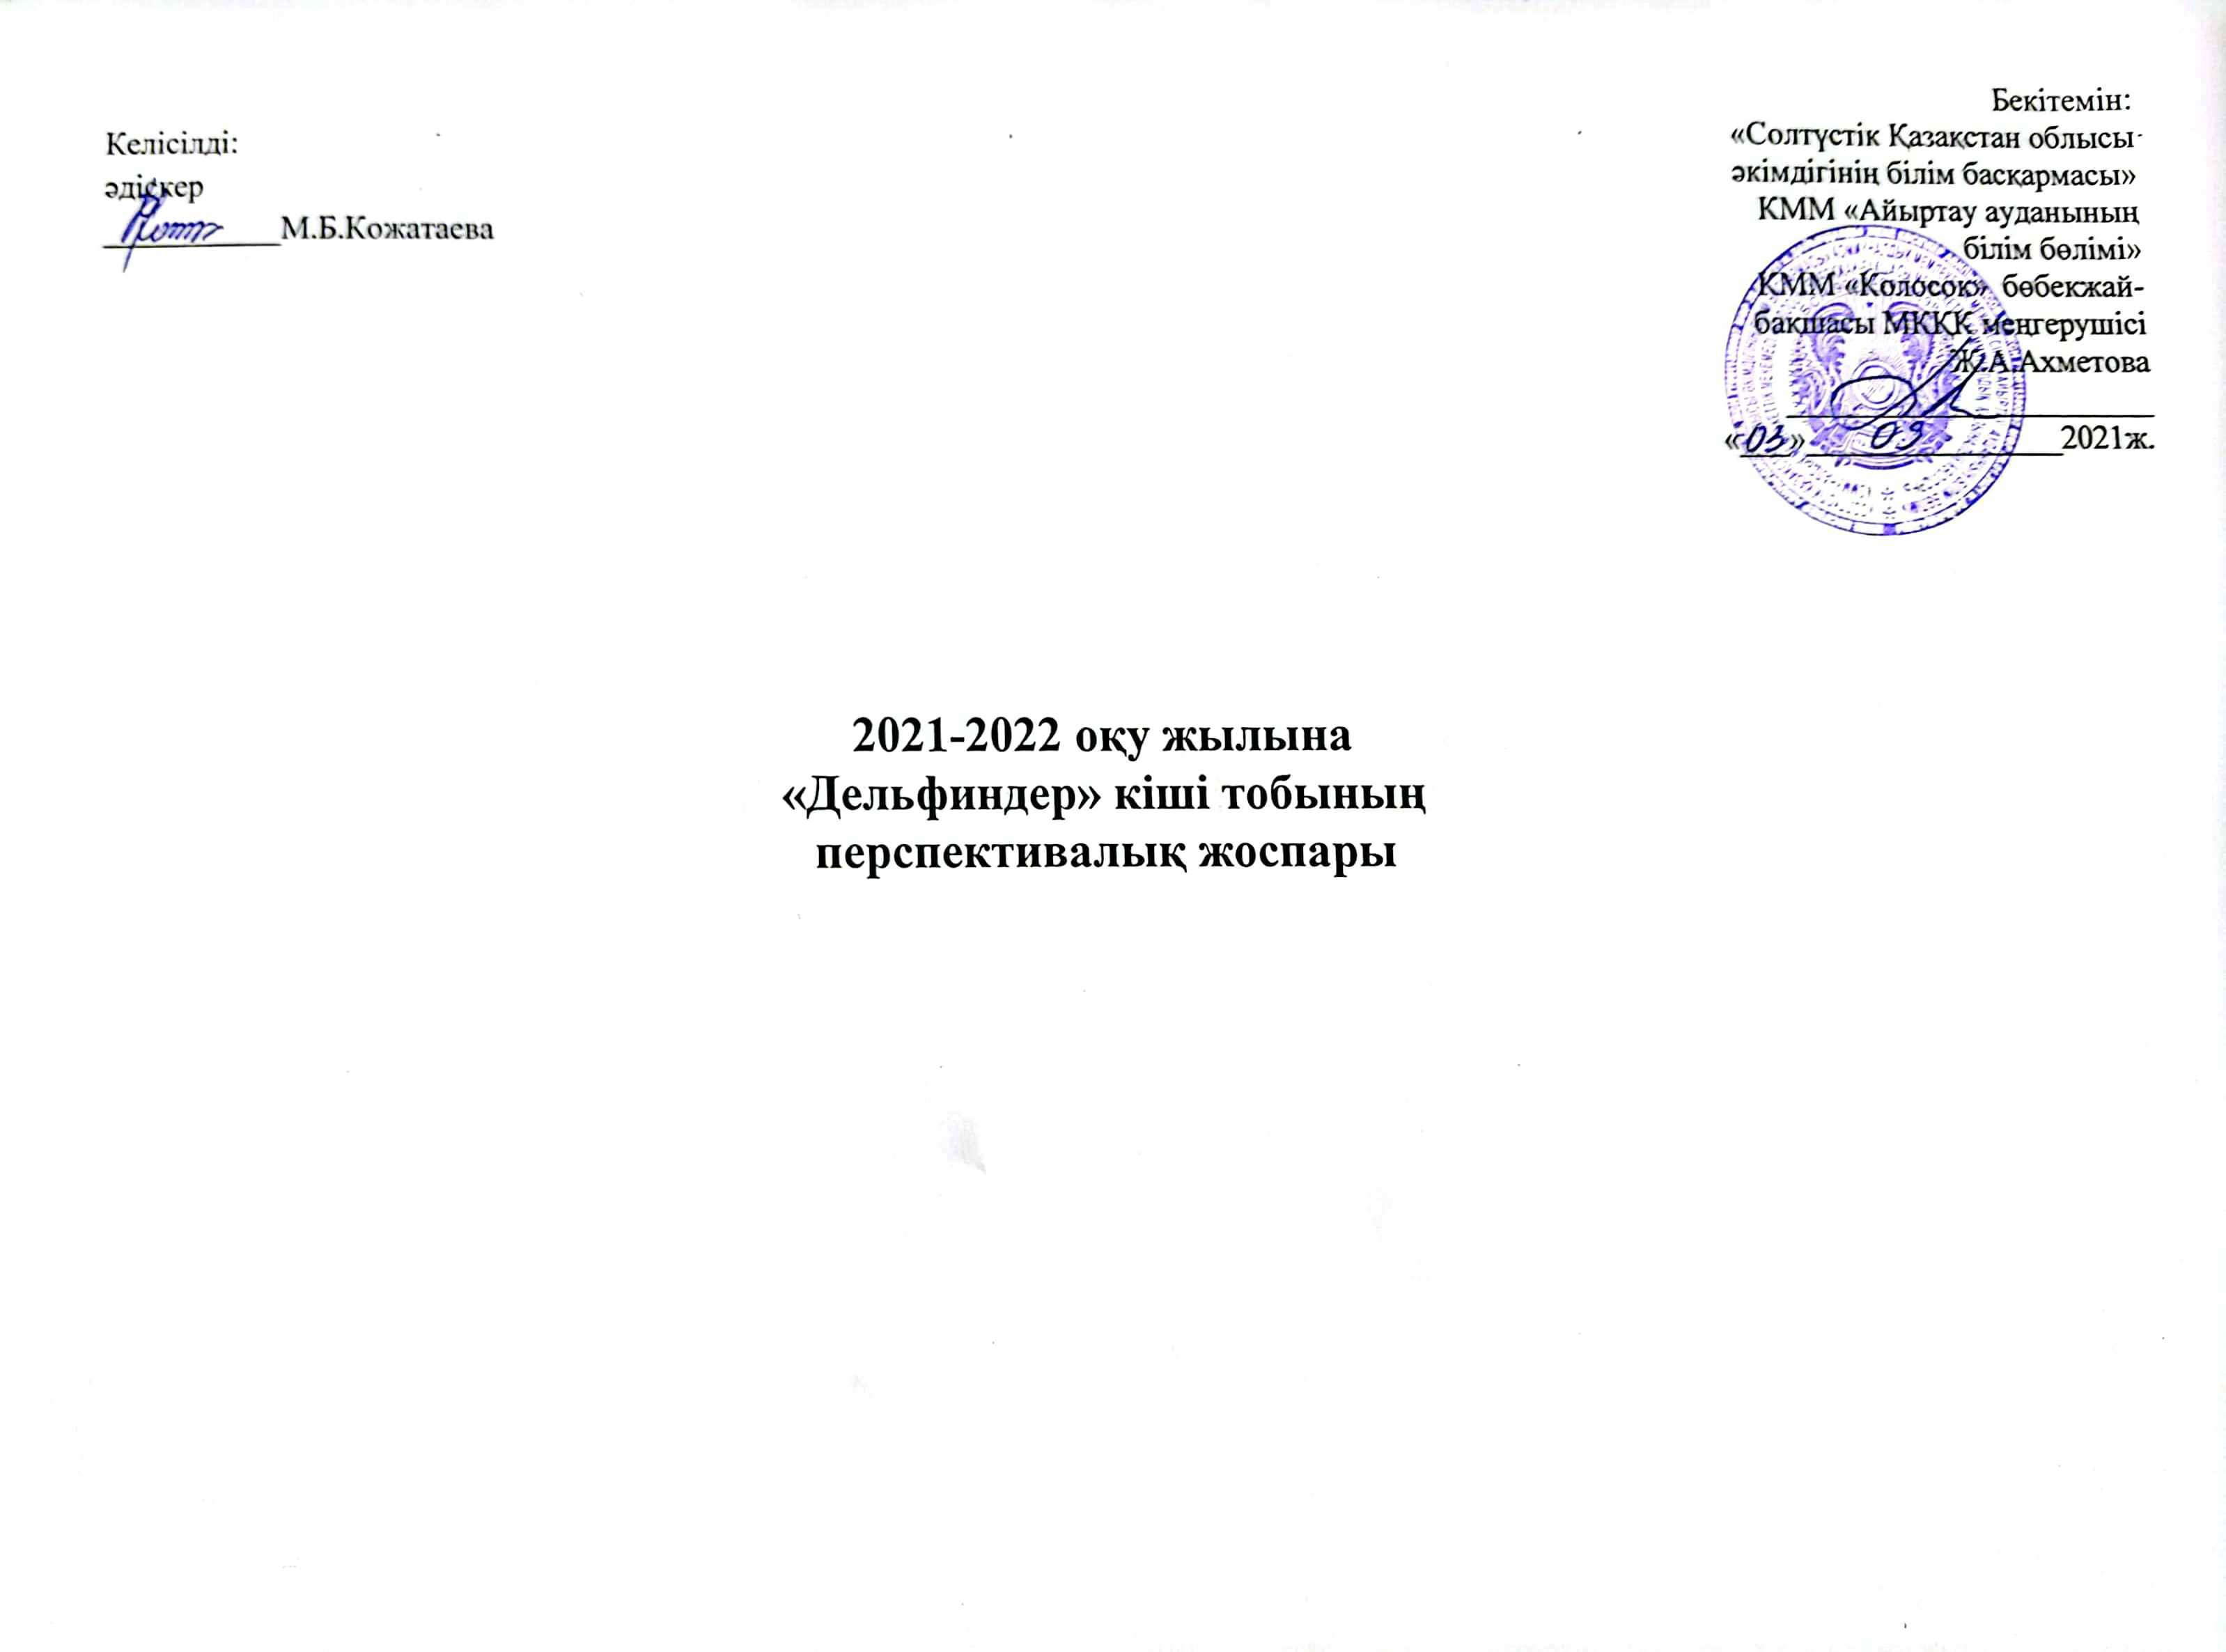 Келісілді:
әдіскер
М.Б.Кожатаева
Бекітемін:
«Солтүстік Қазақстан облысы
әкімдігінің білім басқармасы»
КММ «Айыртау ауданының
білім бөлімі»
КММ «Колосок» бөбекжай-
бақшасы МККК меңгерушісі
Ж.А.Ахметова
«03» 09 2021ж.
2021-2022 оқу жылына
«Дельфиндер» кіші тобының
перспективалық жоспары